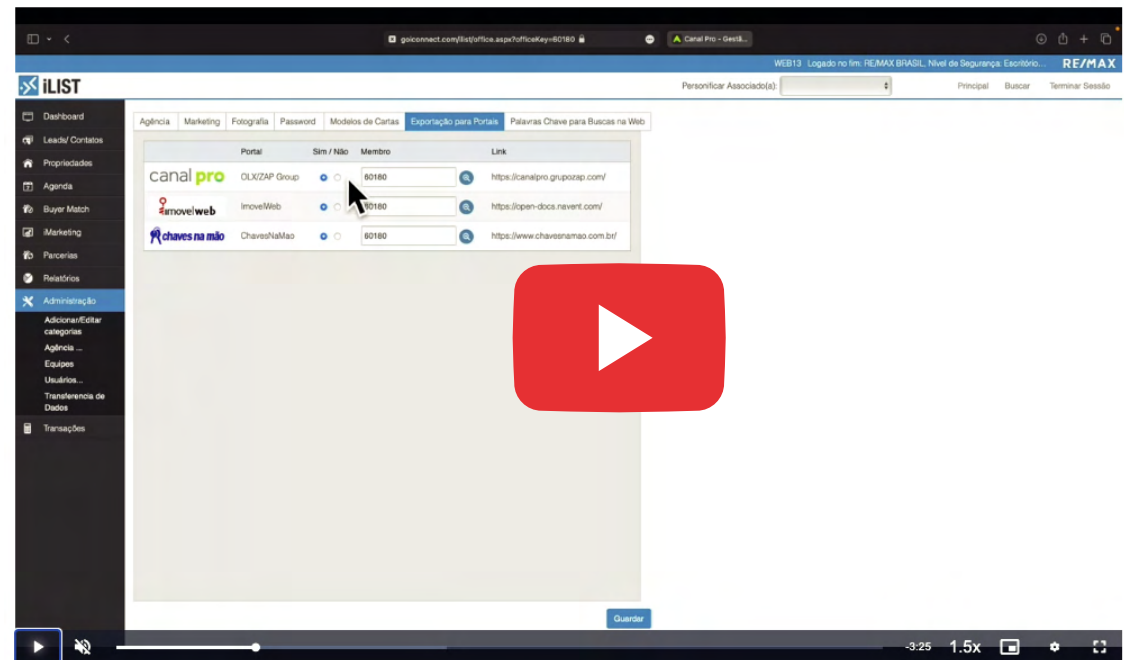 goiconnect.com/ilist/office.aspx?officeKey=60180
Canal Pro - Gestã...
WEB13 Logado no fim: RE/MAX BRASIL, Nível de Segurança: Escritório...
RE/MAX
iLIST
Personificar Associado(a):
Principal Buscar Terminar Sessão
Dashboard
Leads/ Contatos
Propriedades
Agenda
Buyer Match
iMarketing
Parcerias
Relatórios
Administração
Adicionar/Editar
categorias
Agência ...
Equipes
Usuários...
Transferencia de
Dados
Transações
Agência Marketing Fotografia Password Modelos de Cartas Exportação para Portais Palavras Chave para Buscas na Web
Portal Sim / Não Membro Link
canal pro OLX/ZAP Group 60180 https://canalpro.grupozap.com/
imovelweb ImovelWeb 60180 https://open-docs.navent.com/
chaves na mão ChavesNaMao 60180 https://www.chavesnamao.com.br/
Guardar
-3:25 1.5x